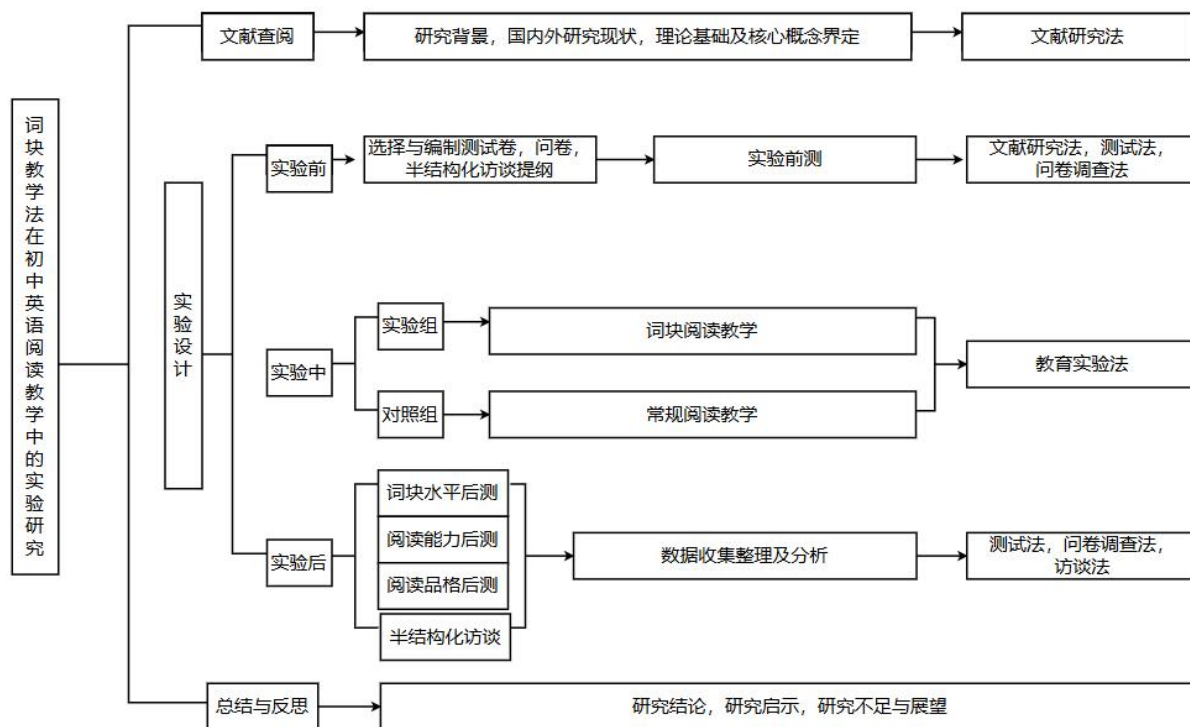 词块教学法在初中英语阅读教学中的实验研究
文献查阅
研究背景，国内外研究现状，理论基础及核心概念界定
文献研究法
实验设计
实验前
选择与编制测试卷，问卷，
半结构化访谈提纲
实验前测
文献研究法，测试法，
问卷调查法
实验中
实验组
词块阅读教学
对照组
常规阅读教学
教育实验法
实验后
词块水平后测
阅读能力后测
阅读品格后测
半结构化访谈
数据收集整理及分析
测试法，问卷调查法，
访谈法
总结与反思
研究结论，研究启示，研究不足与展望